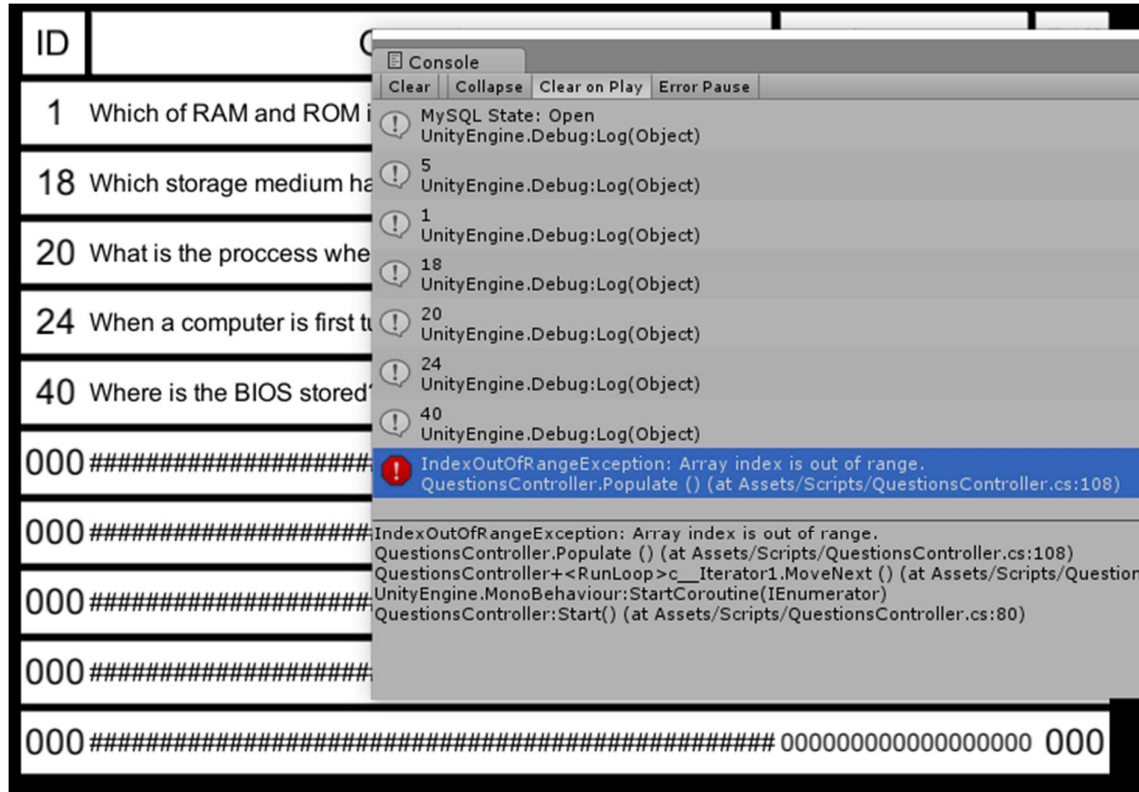 ID
1 Which of RAM and ROM i
18 Which storage medium ha
20 What is the proccess whe
24 When a computer is first tu
40 Where is the BIOS stored?
000 ####################
000 ####################
000 ####################
000 ####################
000 ################################################# 000000000000000000 000
Console
Clear Collapse Clear on Play Error Pause
MySQL State: Open
UnityEngine.Debug:Log(Object)
5
UnityEngine.Debug:Log(Object)
1
UnityEngine.Debug:Log(Object)
18
UnityEngine.Debug:Log(Object)
20
UnityEngine.Debug:Log(Object)
24
UnityEngine.Debug:Log(Object)
40
UnityEngine.Debug:Log(Object)
IndexOutOfRangeException: Array index is out of range.
QuestionsController.Populate () (at Assets/Scripts/QuestionsController.cs:108)
IndexOutOfRangeException: Array index is out of range.
QuestionsController.Populate () (at Assets/Scripts/QuestionsController.cs:108)
QuestionsController+<RunLoop>c__Iterator1.MoveNext () (at Assets/Scripts/Question
UnityEngine.MonoBehaviour:StartCoroutine(IEnumerator)
QuestionsController:Start() (at Assets/Scripts/QuestionsController.cs:80)